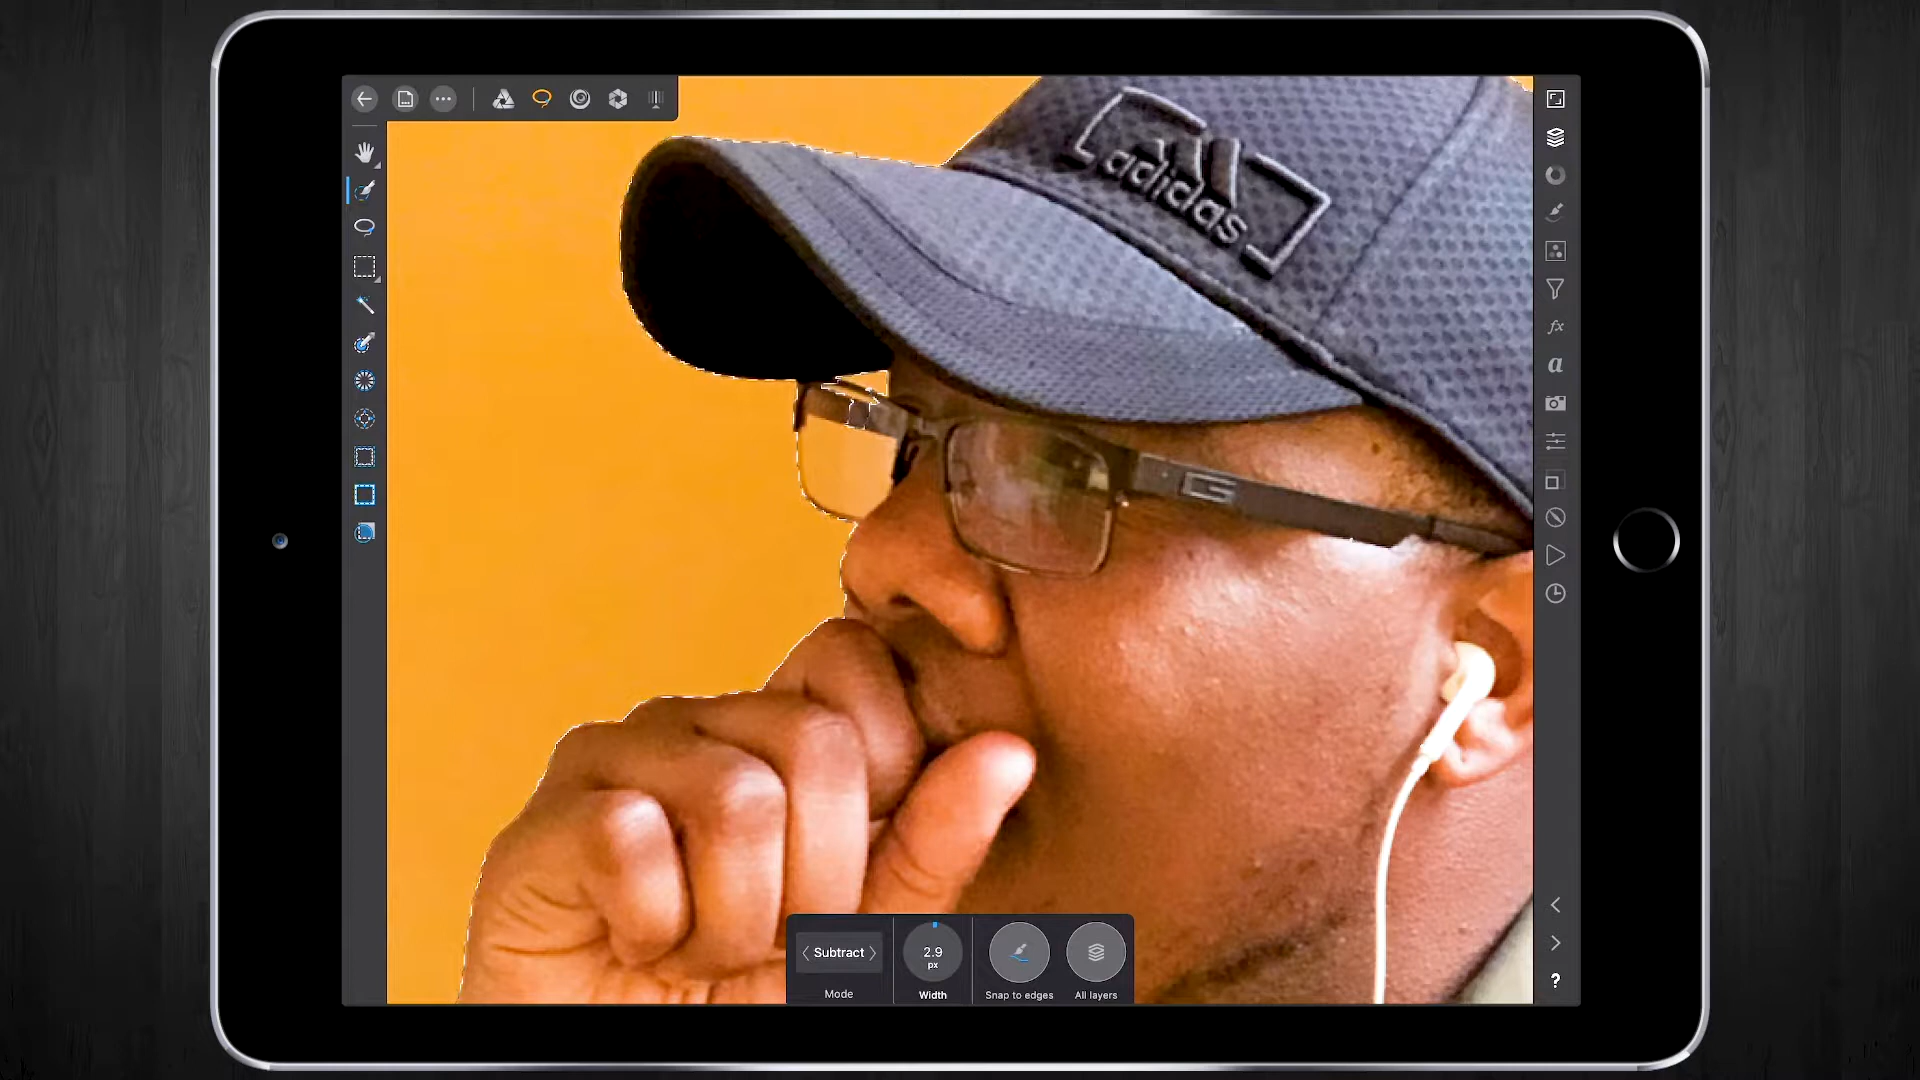 adidas
G
Subtract
Mode
2.9
px
Width
Snap to edges
All layers
?